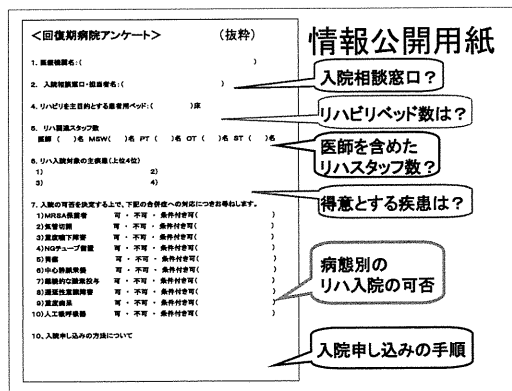 ＜回復期病院アンケート＞　（抜粋）
1．医療機関名：(　　　)
2．入院相談窓口・担当者名：(　　　)
4．リハビリを主目的とする患者用ベッド：(　　　)床
5．リハ関連スタッフ数
医師 (　)名 MSW(　)名 PT (　)名 OT (　)名 ST (　)名
6．リハ入院対象の主疾患(上位4位)
1)　　　2)
3)　　　4)
7．入院の可否を決定する上で、下記の合併症への対応につきお尋ねします。
1)MRSA保菌者　可 ・ 不可 ・ 条件付き可(　　　)
2)気管切開　可 ・ 不可 ・ 条件付き可(　　　)
3)重度嚥下障害　可 ・ 不可 ・ 条件付き可(　　　)
4)NGチューブ留置　可 ・ 不可 ・ 条件付き可(　　　)
5)胃瘻　可 ・ 不可 ・ 条件付き可(　　　)
6)中心静脈栄養　可 ・ 不可 ・ 条件付き可(　　　)
7)継続的な酸素投与　可 ・ 不可 ・ 条件付き可(　　　)
8)遷延性意識障害　可 ・ 不可 ・ 条件付き可(　　　)
9)重度痴呆　可 ・ 不可 ・ 条件付き可(　　　)
10)人工呼吸器　可 ・ 不可 ・ 条件付き可(　　　)
10、入院申し込みの方法について
情報公開用紙
入院相談窓口？
リハビリベッド数は？
医師を含めた
リハスタッフ数？
得意とする疾患は？
病態別の
リハ入院の可否
入院申し込みの手順